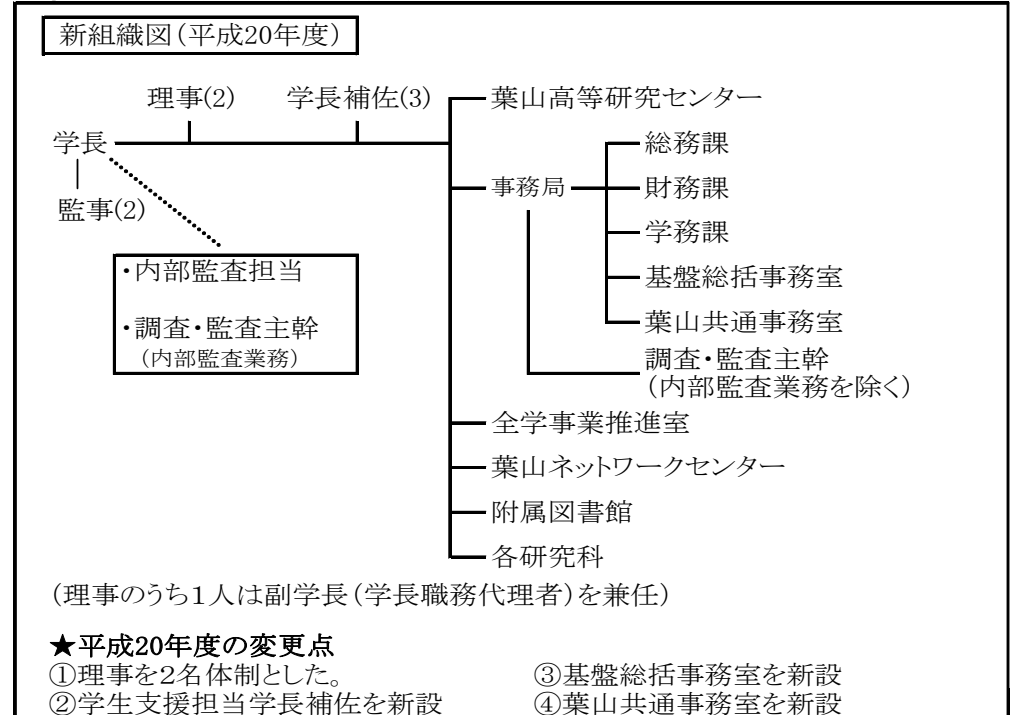 新組織図(平成20年度)
理事(2)
学長補佐(3)
葉山高等研究センター
学長
総務課
事務局
財務課
監事(2)
学務課
・内部監査担当
基盤総括事務室
・調査・監査主幹
葉山共通事務室
(内部監査業務)
調査・監査主幹
(内部監査業務を除く)
全学事業推進室
葉山ネットワークセンター
附属図書館
各研究科
(理事のうち1人は副学長(学長職務代理者)を兼任)
★平成20年度の変更点
①理事を2名体制とした。
③基盤総括事務室を新設
②学生支援担当学長補佐を新設
④葉山共通事務室を新設